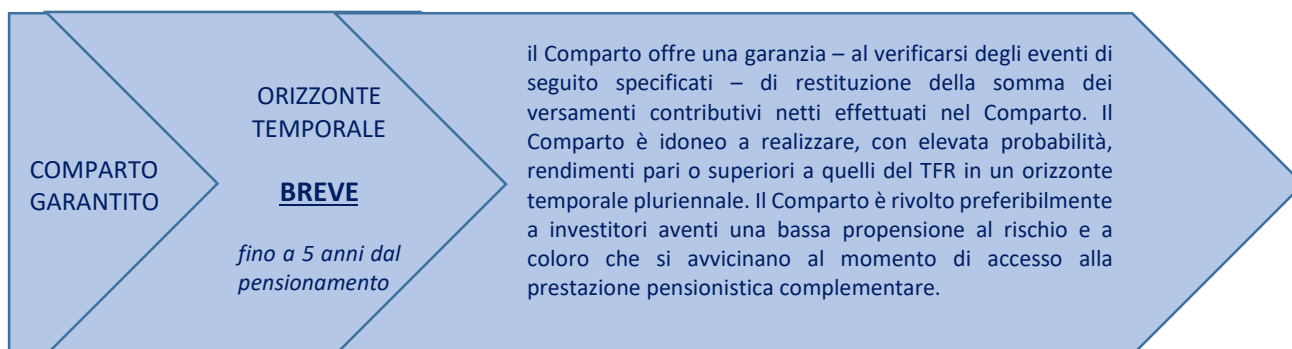 COMPARTO
GARANTITO
ORIZZONTE
TEMPORALE
BREVE
fino a 5 anni dal
pensionamento
il Comparto offre una garanzia – al verificarsi degli eventi di
seguito specificati – di restituzione della somma dei
versamenti contributivi netti effettuati nel Comparto. Il
Comparto è idoneo a realizzare, con elevata probabilità,
rendimenti pari o superiori a quelli del TFR in un orizzonte
temporale pluriennale. Il Comparto è rivolto preferibilmente
a investitori aventi una bassa propensione al rischio e a
coloro che si avvicinano al momento di accesso alla
prestazione pensionistica complementare.